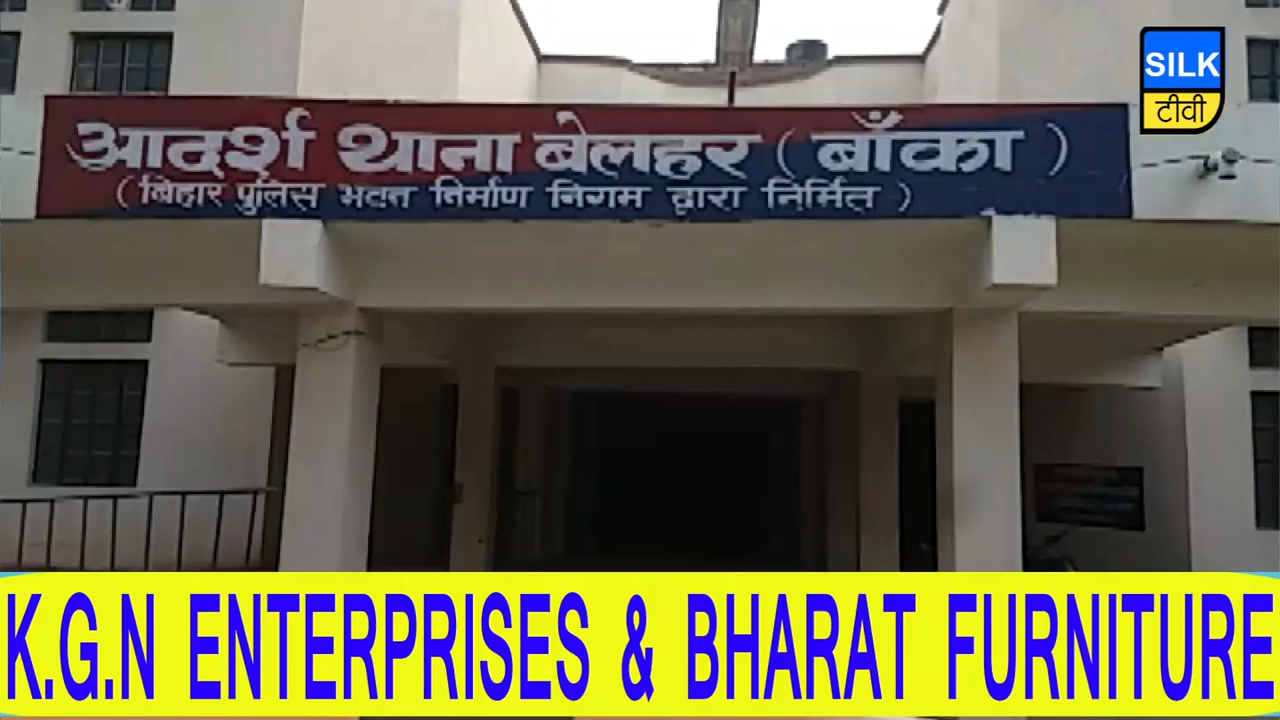 SILK
टीवी
आदर्श थाना बेलहर ( बाँका )
( बिहार पुलिस भवन निर्माण निगम द्वारा निर्मित )
K.G.N ENTERPRISES & BHARAT FURNITURE